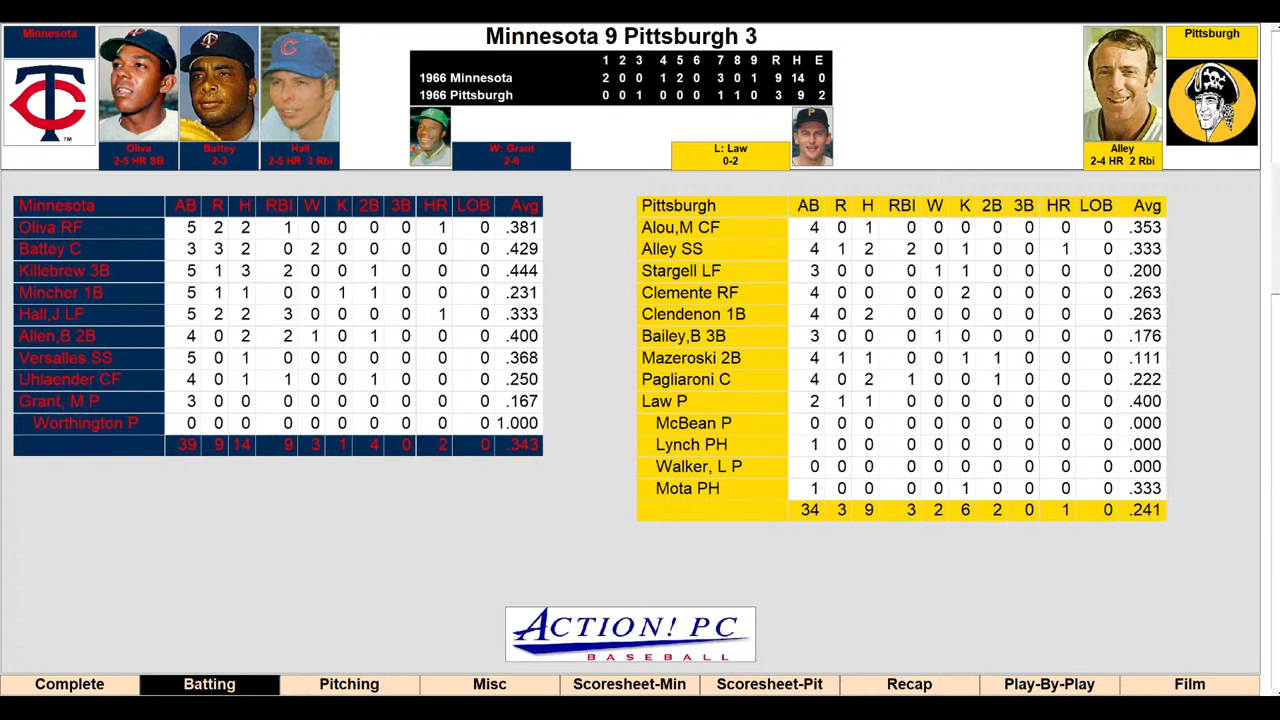 Minnesota 9 Pittsburgh 3
Minnesota
Pittsburgh
1 2 3 4 5 6 7 8 9 R H E
1966 Minnesota 2 0 0 1 2 0 3 0 1 9 14 0
1966 Pittsburgh 0 0 1 0 0 0 1 1 0 3 9 2
Oliva
2-5 HR SB
Battey
2-3
Hall
2-5 HR 3 Rbi
W: Grant
2-0
L: Law
0-2
Alley
2-4 HR 2 Rbi
TM
Minnesota AB R H RBI W K 2B 3B HR LOB Avg
Oliva RF 5 2 2 1 0 0 0 0 1 0 .381
Battey C 3 3 2 0 2 0 0 0 0 0 .429
Killebrew 3B 5 1 3 2 0 0 1 0 0 0 .444
Mincher 1B 5 1 1 0 0 1 1 0 0 0 .231
Hall,J LF 5 2 2 3 0 0 0 0 1 0 .333
Allen,B 2B 4 0 2 2 1 0 1 0 0 0 .400
Versalles SS 5 0 1 0 0 0 0 0 0 0 .368
Uhlaender CF 4 0 1 1 0 0 1 0 0 0 .250
Grant, M P 3 0 0 0 0 0 0 0 0 0 .167
Worthington P 0 0 0 0 0 0 0 0 0 0 1.000
39 9 14 9 3 1 4 0 2 0 .343
Pittsburgh AB R H RBI W K 2B 3B HR LOB Avg
Alou,M CF 4 0 1 0 0 0 0 0 0 0 .353
Alley SS 4 1 2 2 0 1 0 0 1 0 .333
Stargell LF 3 0 0 0 1 1 0 0 0 0 .200
Clemente RF 4 0 0 0 0 2 0 0 0 0 .263
Clendenon 1B 4 0 2 0 0 0 0 0 0 0 .263
Bailey,B 3B 3 0 0 0 1 0 0 0 0 0 .176
Mazeroski 2B 4 1 1 0 0 1 1 0 0 0 .111
Pagliaroni C 4 0 2 1 0 0 1 0 0 0 .222
Law P 2 1 1 0 0 0 0 0 0 0 .400
McBean P 0 0 0 0 0 0 0 0 0 0 .000
Lynch PH 1 0 0 0 0 0 0 0 0 0 .000
Walker, L P 0 0 0 0 0 0 0 0 0 0 .000
Mota PH 1 0 0 0 0 1 0 0 0 0 .333
34 3 9 3 2 6 2 0 1 0 .241
ACTION! PC
BASEBALL
Complete Batting Pitching Misc Scoresheet-Min Scoresheet-Pit Recap Play-By-Play Film